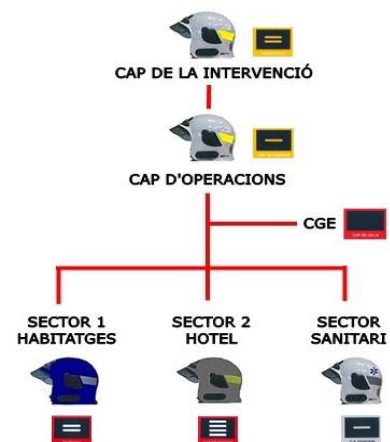 CAP DE LA INTERVENCIÓ
CAP D'OPERACIONS
CGE
SECTOR 1
HABITATGES
SECTOR 2
HOTEL
SECTOR
SANITARI